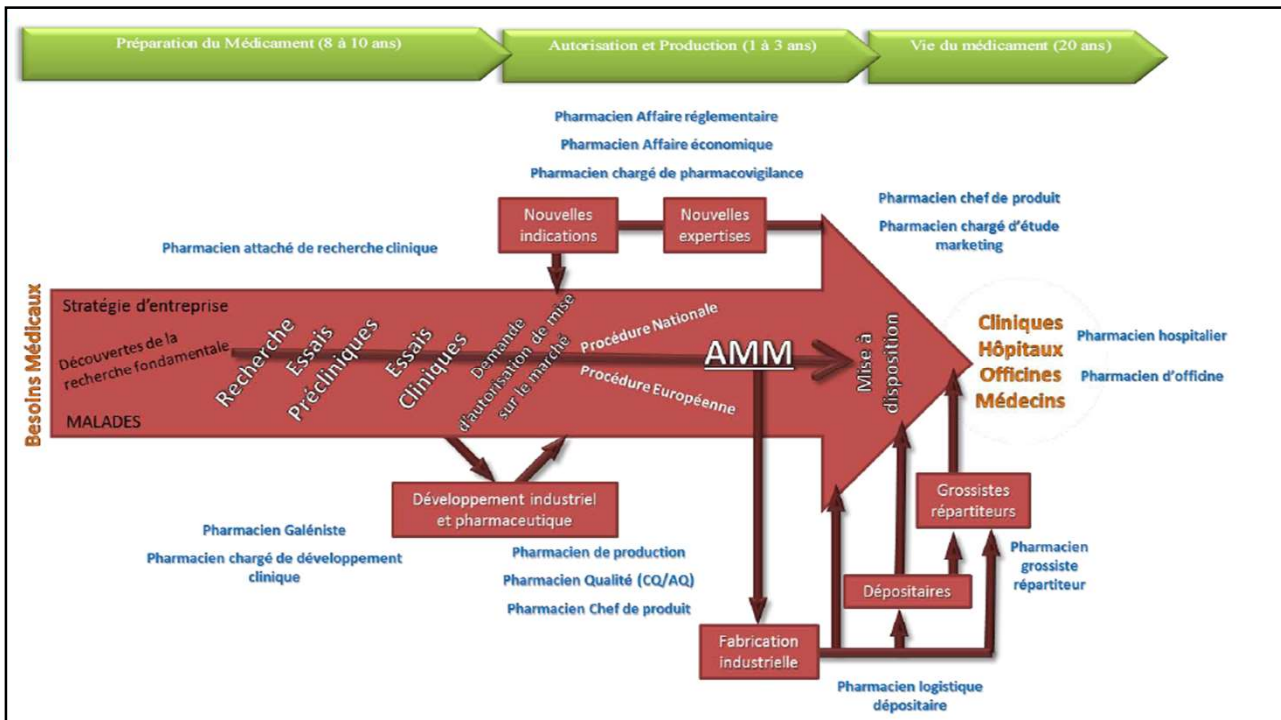 Préparation du Médicament (8 à 10 ans)
Autorisation et Production (1 à 3 ans)
Vie du médicament (20 ans)
Pharmacien Affaire réglementaire
Pharmacien Affaire économique
Pharmacien chargé de pharmacovigilance
Pharmacien chef de produit
Pharmacien chargé d'étude
marketing
Nouvelles
indications
Nouvelles
expertises
Pharmacien attaché de recherche clinique
Besoins Médicaux
Stratégie d'entreprise
Découvertes de la
recherche fondamentale
MALADES
Recherche
Essais
Précliniques
Essais
Cliniques
Demande
d'autorisation de mise
sur le marché
Procédure Nationale
Procédure Européenne
AMM
Mise à
disposition
Cliniques
Hôpitaux
Officines
Médecins
Pharmacien hospitalier
Pharmacien d'officine
Développement industriel
et pharmaceutique
Grossistes
répartiteurs
Pharmacien Galéniste
Pharmacien chargé de développement
clinique
Pharmacien de production
Pharmacien Qualité (CQ/AQ)
Pharmacien Chef de produit
Pharmacien
grossiste
répartiteur
Dépositaires
Fabrication
industrielle
Pharmacien logistique
dépositaire